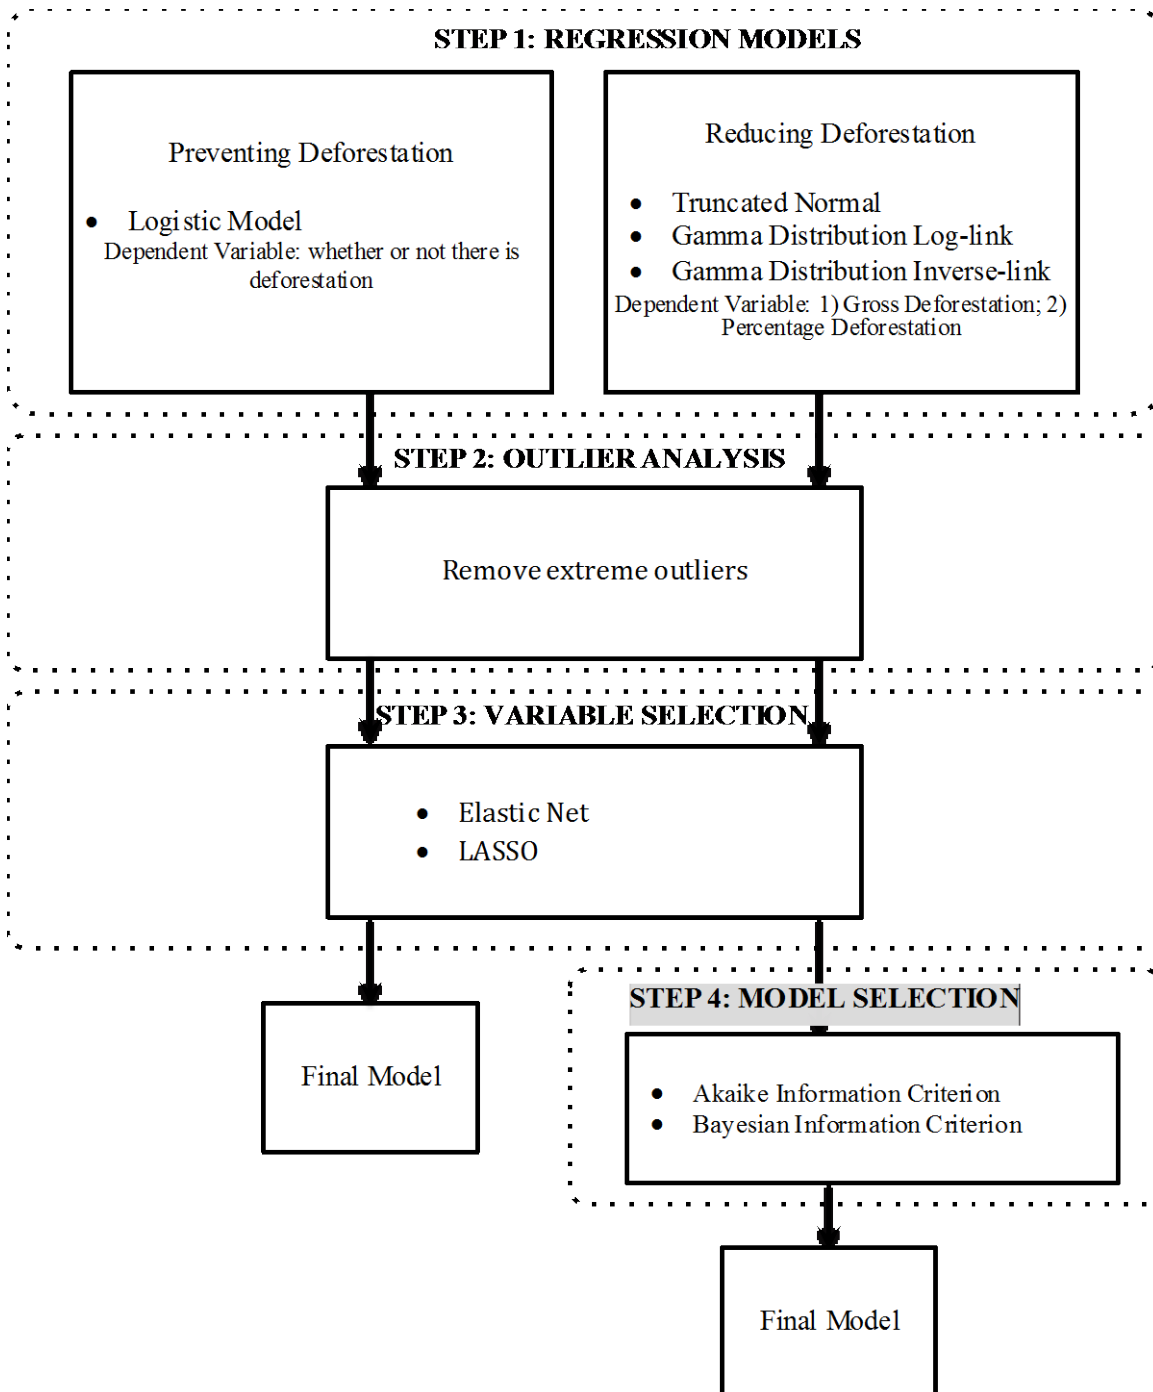 STEP 1: REGRESSION MODELS
Preventing Deforestation
• Logistic Model
Dependent Variable: whether or not there is
deforestation
Reducing Deforestation
• Truncated Normal
• Gamma Distribution Log-link
• Gamma Distribution Inverse-link
Dependent Variable: 1) Gross Deforestation; 2)
Percentage Deforestation
STEP 2: OUTLIER ANALYSIS
Remove extreme outliers
STEP 3: VARIABLE SELECTION
• Elastic Net
• LASSO
Final Model
STEP 4: MODEL SELECTION
• Akaike Information Criterion
• Bayesian Information Criterion
Final Model